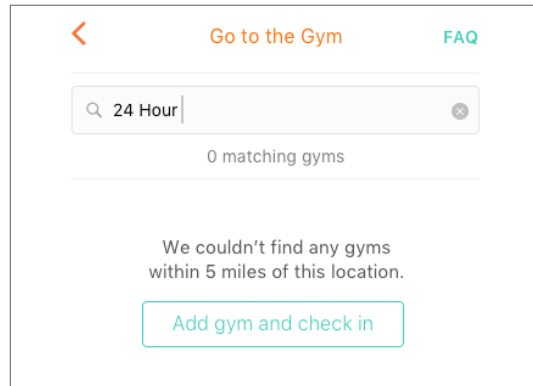 Go to the Gym FAQ
24 Hour
0 matching gyms
We couldn't find any gyms
within 5 miles of this location.
Add gym and check in